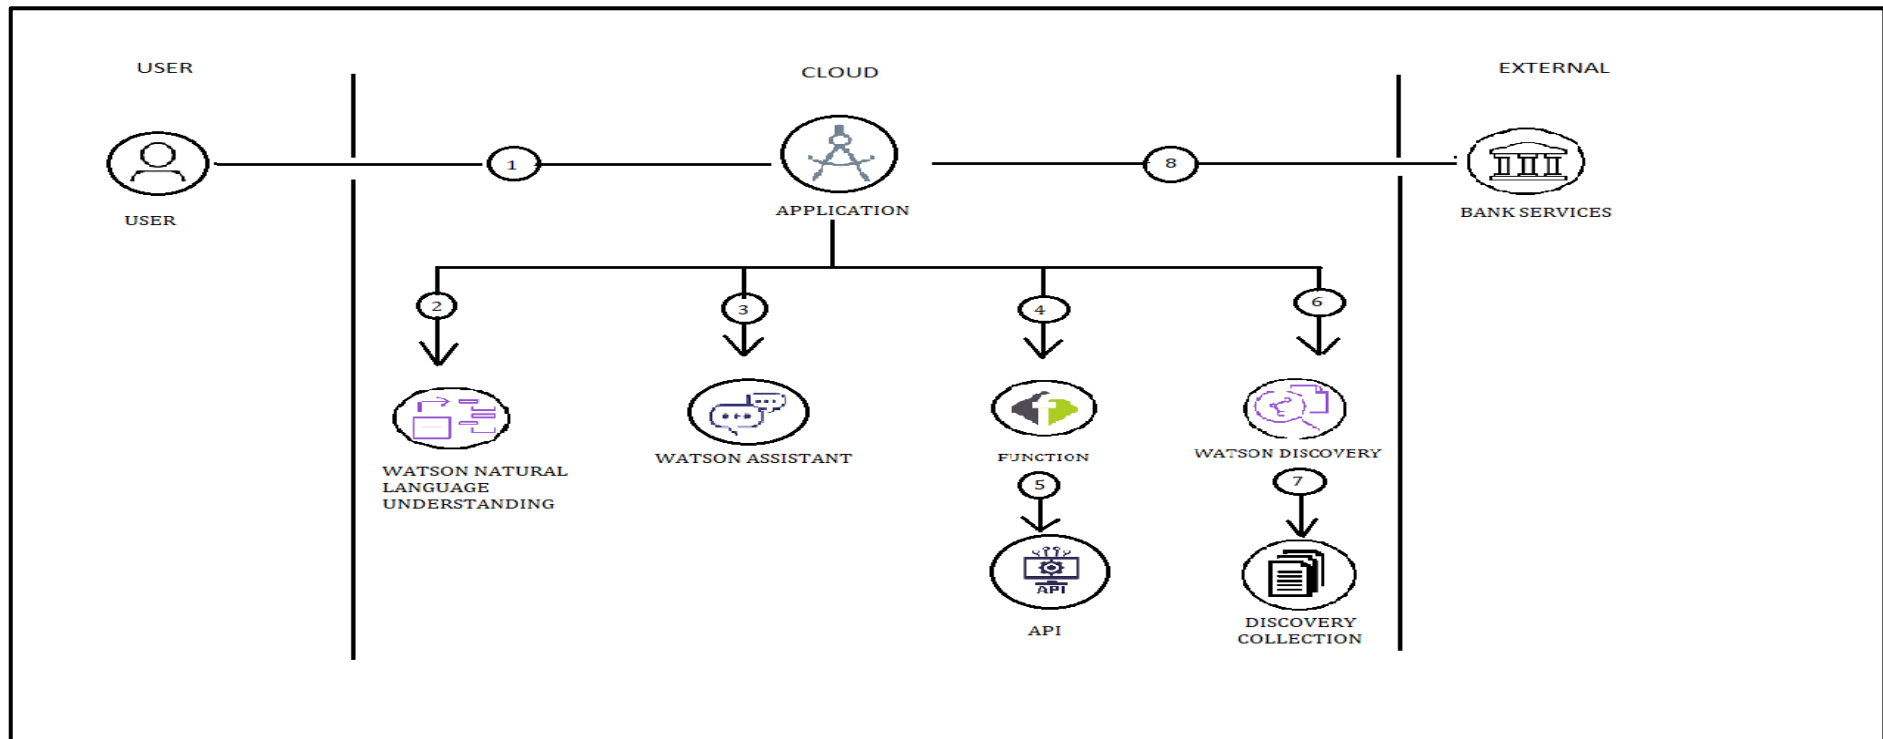 USER
CLOUD
EXTERNAL
1
8
USER
APPLICATION
BANK SERVICES
2
3
4
6
WATSON NATURAL
LANGUAGE
UNDERSTANDING
WATSON ASSISTANT
FUNCTION
WATSON DISCOVERY
5
7
API
API
DISCOVERY
COLLECTION